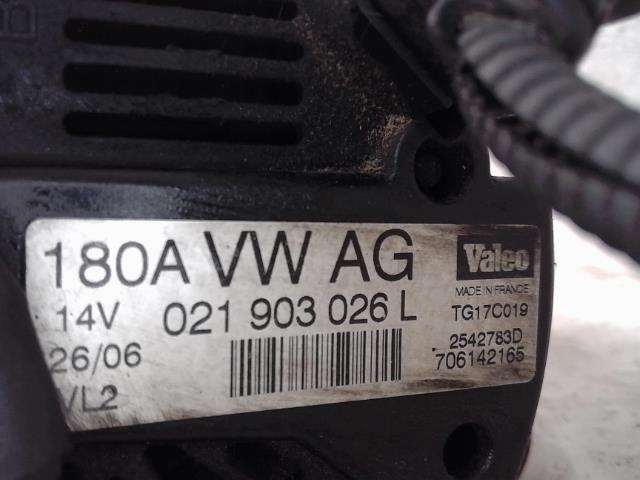 180A VW AG Valeo
MADE IN FRANCE
14V 021 903 026 L TG17C019
26/06 2542783D
706142165
/L2